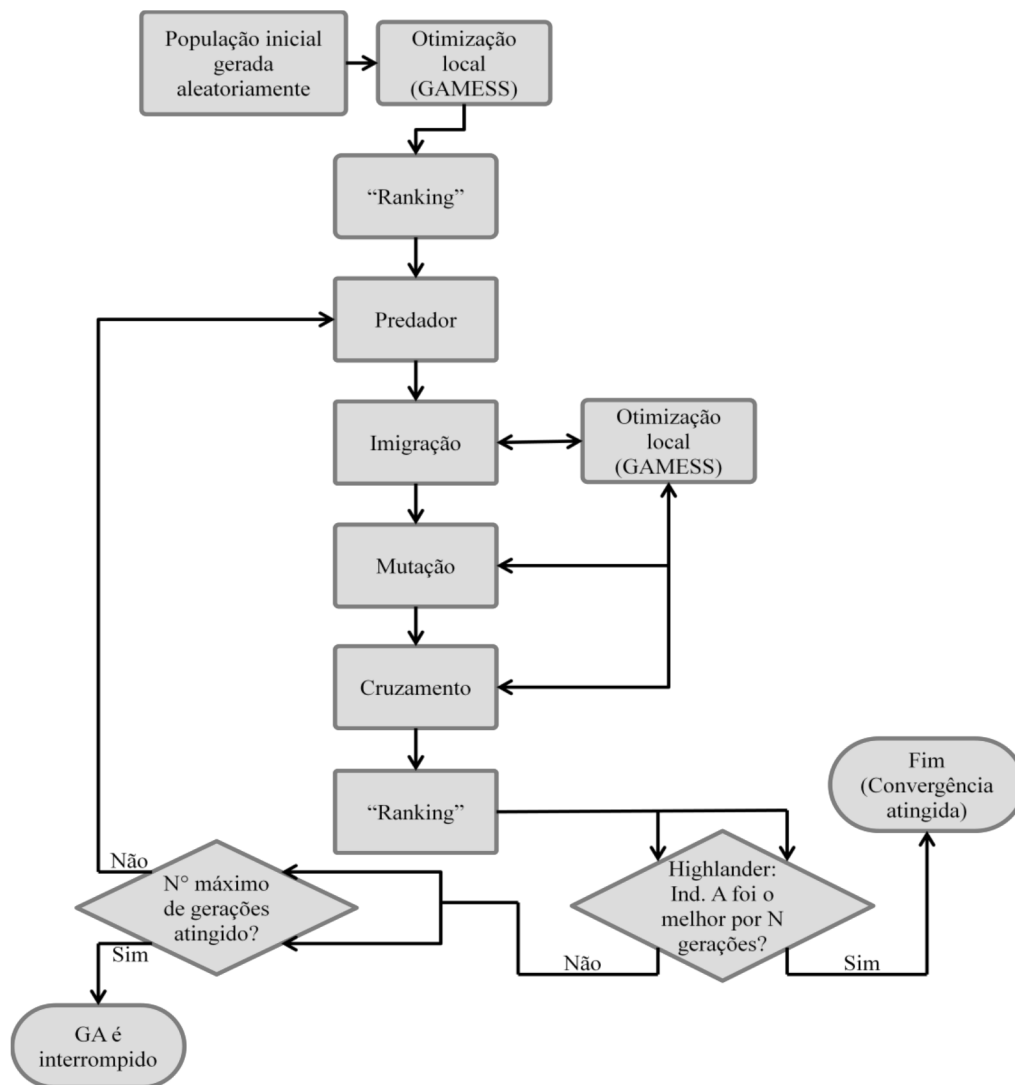 População inicial
gerada
aleatoriamente
Otimização
local
(GAMESS)
“Ranking”
Predador
Imigração
Otimização
local
(GAMESS)
Mutação
Cruzamento
“Ranking”
Fim
(Convergência
atingida)
Highlander:
Ind. A foi o
melhor por N
gerações?
Não
Sim
N° máximo
de gerações
atingido?
Não
Sim
GA é
interrompido